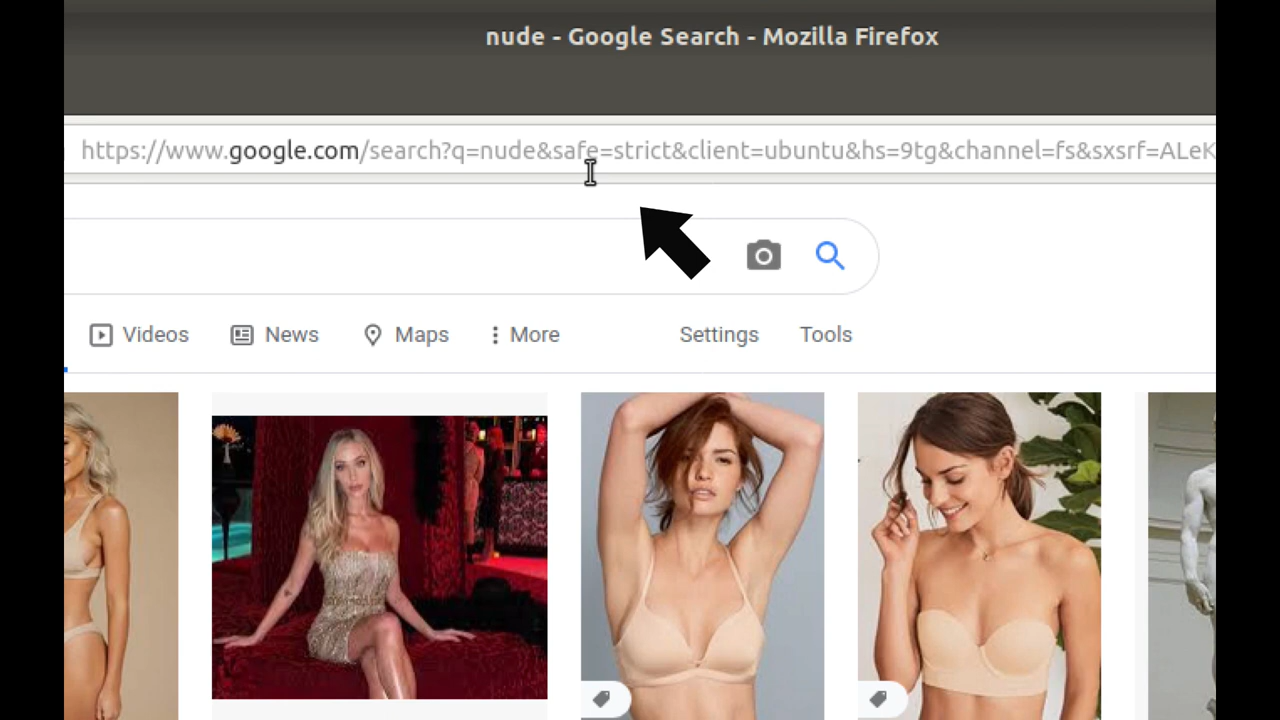 nude - Google Search - Mozilla Firefox
https://www.google.com/search?q=nude&safe=strict&client=ubuntu&hs=9tg&channel=fs&sxsrf=ALeK
Videos News Maps More Settings Tools